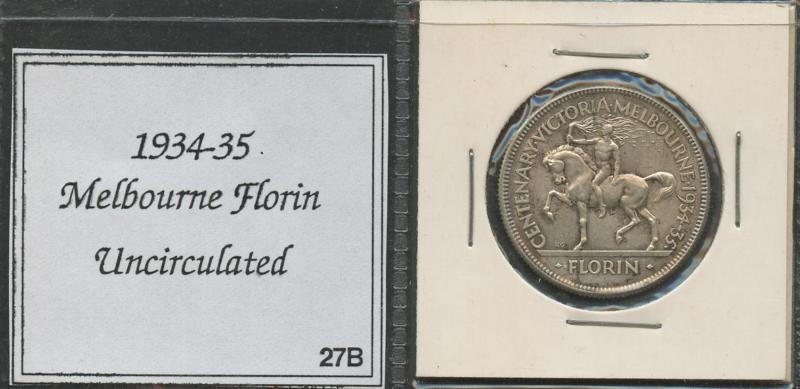 1934-35
Melbourne Florin
Uncirculated
27B
CENTENARY·VICTORIA·MELBOURNE·1934-35
FLORIN